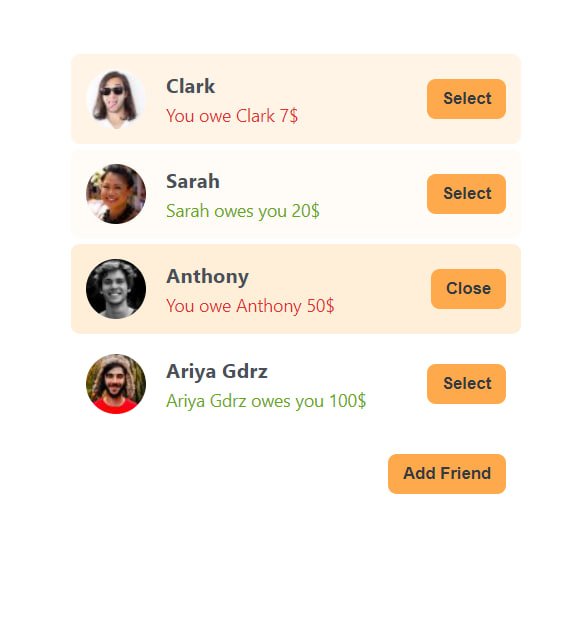 Clark
You owe Clark 7$
Select
Sarah
Sarah owes you 20$
Select
Anthony
You owe Anthony 50$
Close
Ariya Gdrz
Ariya Gdrz owes you 100$
Select
Add Friend